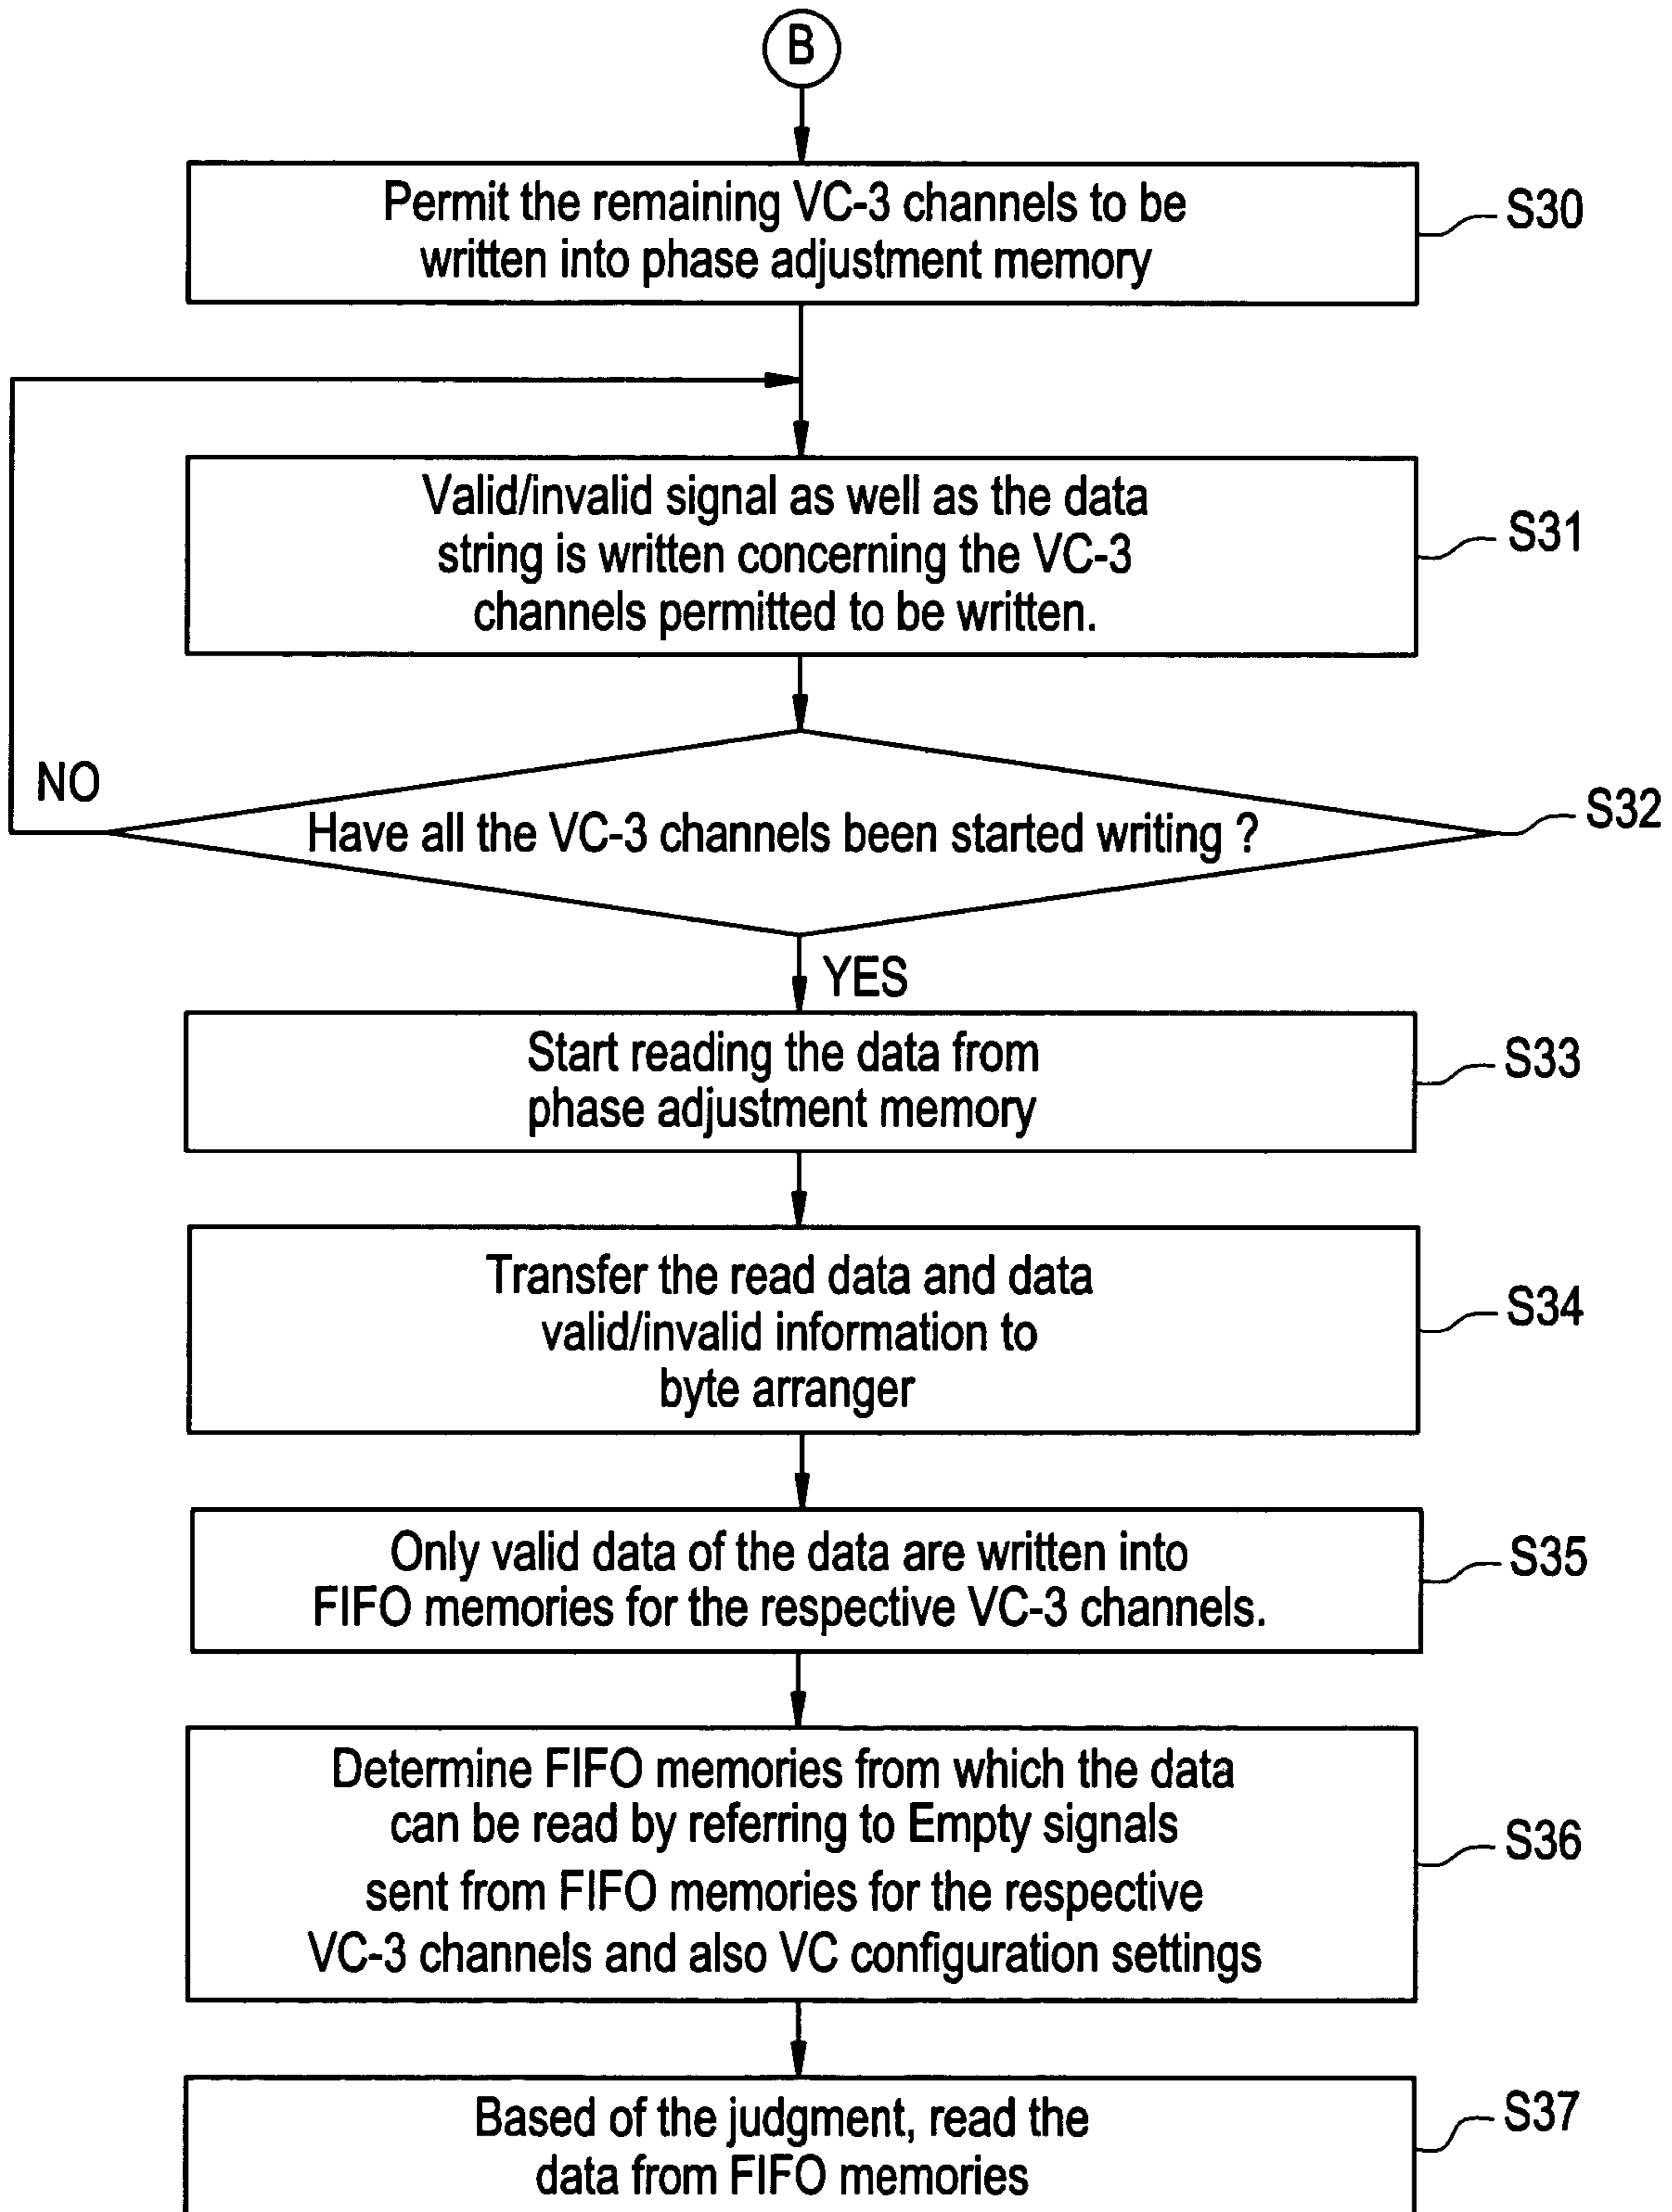 B
Permit the remaining VC-3 channels to be
written into phase adjustment memory
S30
Valid/invalid signal as well as the data
string is written concerning the VC-3
channels permitted to be written.
S31
NO
Have all the VC-3 channels been started writing ?
S32
YES
Start reading the data from
phase adjustment memory
S33
Transfer the read data and data
valid/invalid information to
byte arranger
S34
Only valid data of the data are written into
FIFO memories for the respective VC-3 channels.
S35
Determine FIFO memories from which the data
can be read by referring to Empty signals
sent from FIFO memories for the respective
VC-3 channels and also VC configuration settings
S36
Based of the judgment, read the
data from FIFO memories
S37